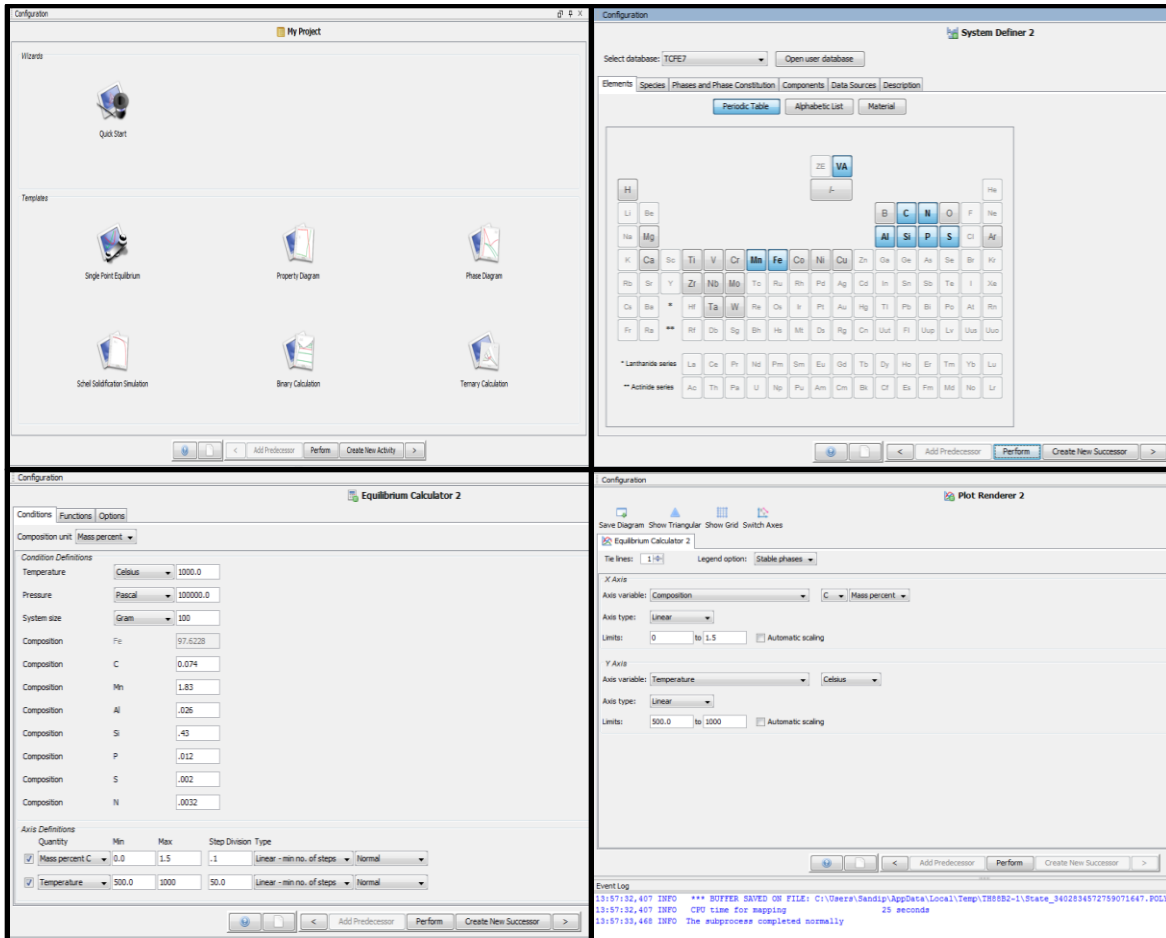 Configuration
My Project
Wizards
Quick Start
Templates
Single Point Equilibrium Property Diagram Phase Diagram
Scheil Solidification Simulation Binary Calculation Ternary Calculation
< Add Predecessor Perform Create New Activity >
Configuration
System Definer 2
Select database: TCFE7 Open user database
Elements Species Phases and Phase Constitution Components Data Sources Description
Periodic Table Alphabetic List Material
ZE VA
H /- He
Li Be B C N O F Ne
Na Mg Al Si P S Cl Ar
K Ca Sc Ti V Cr Mn Fe Co Ni Cu Zn Ga Ge As Se Br Kr
Rb Sr Y Zr Nb Mo Tc Ru Rh Pd Ag Cd In Sn Sb Te I Xe
Cs Ba * Hf Ta W Re Os Ir Pt Au Hg Tl Pb Bi Po At Rn
Fr Ra ** Rf Db Sg Bh Hs Mt Ds Rg Cn Uut Fl Uup Lv Uus Uuo
* Lanthanide series La Ce Pr Nd Pm Sm Eu Gd Tb Dy Ho Er Tm Yb Lu
** Actinide series Ac Th Pa U Np Pu Am Cm Bk Cf Es Fm Md No Lr
< Add Predecessor Perform Create New Successor >
Configuration
Equilibrium Calculator 2
Conditions Functions Options
Composition unit Mass percent
Condition Definitions
Temperature Celsius 1000.0
Pressure Pascal 100000.0
System size Gram 100
Composition Fe 97.6228
Composition C 0.074
Composition Mn 1.83
Composition Al .026
Composition Si .43
Composition P .012
Composition S .002
Composition N .0032
Axis Definitions
Quantity Min Max Step Division Type
Mass percent C 0.0 1.5 .1 Linear - min no. of steps Normal
Temperature 500.0 1000 50.0 Linear - min no. of steps Normal
< Add Predecessor Perform Create New Successor >
Configuration
Plot Renderer 2
Save Diagram Show Triangular Show Grid Switch Axes
Equilibrium Calculator 2
Tie lines: 1 Legend option: Stable phases
X Axis
Axis variable: Composition C Mass percent
Axis type: Linear
Limits: 0 to 1.5 Automatic scaling
Y Axis
Axis variable: Temperature Celsius
Axis type: Linear
Limits: 500.0 to 1000 Automatic scaling
< Add Predecessor Perform Create New Successor >
Event Log
13:57:32,407 INFO *** BUFFER SAVED ON FILE: C:\Users\Sandip\AppData\Local\Temp\TH88B2~1\State_3402834572759071647.POLY
13:57:32,407 INFO CPU time for mapping 25 seconds
13:57:33,468 INFO The subprocess completed normally